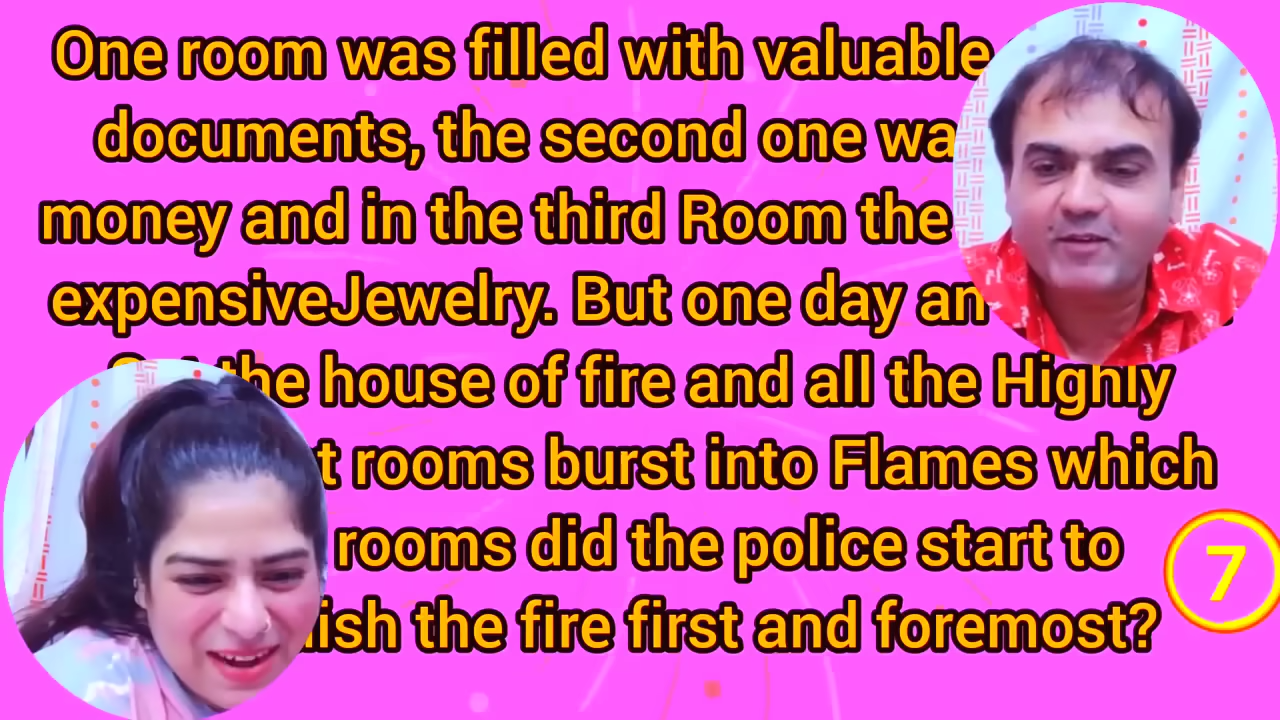 One room was filled with valuable
documents, the second one wa
money and in the third Room the
expensiveJewelry. But one day an
the house of fire and all the Highly
t rooms burst into Flames which
rooms did the police start to
lish the fire first and foremost?
7